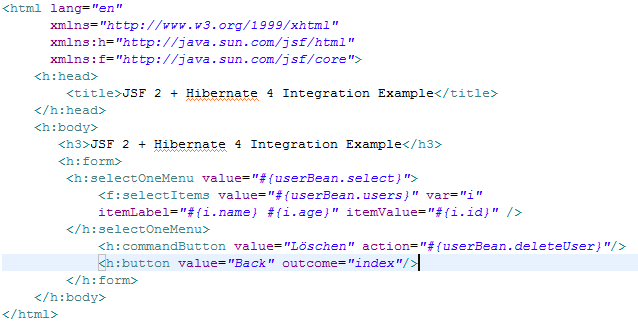 <html lang="en"
xmlns="http://www.w3.org/1999/xhtml"
xmlns:h="http://java.sun.com/jsf/html"
xmlns:f="http://java.sun.com/jsf/core">
<h:head>
<title>JSF 2 + Hibernate 4 Integration Example</title>
</h:head>
<h:body>
<h3>JSF 2 + Hibernate 4 Integration Example</h3>
<h:form>
<h:selectOneMenu value="#{userBean.select}">
<f:selectItems value="#{userBean.users}" var="i"
itemLabel="#{i.name} #{i.age}" itemValue="#{i.id}" />
</h:selectOneMenu>
<h:commandButton value="Löschen" action="#{userBean.deleteUser}"/>
<h:button value="Back" outcome="index"/>
</h:form>
</h:body>
</html>